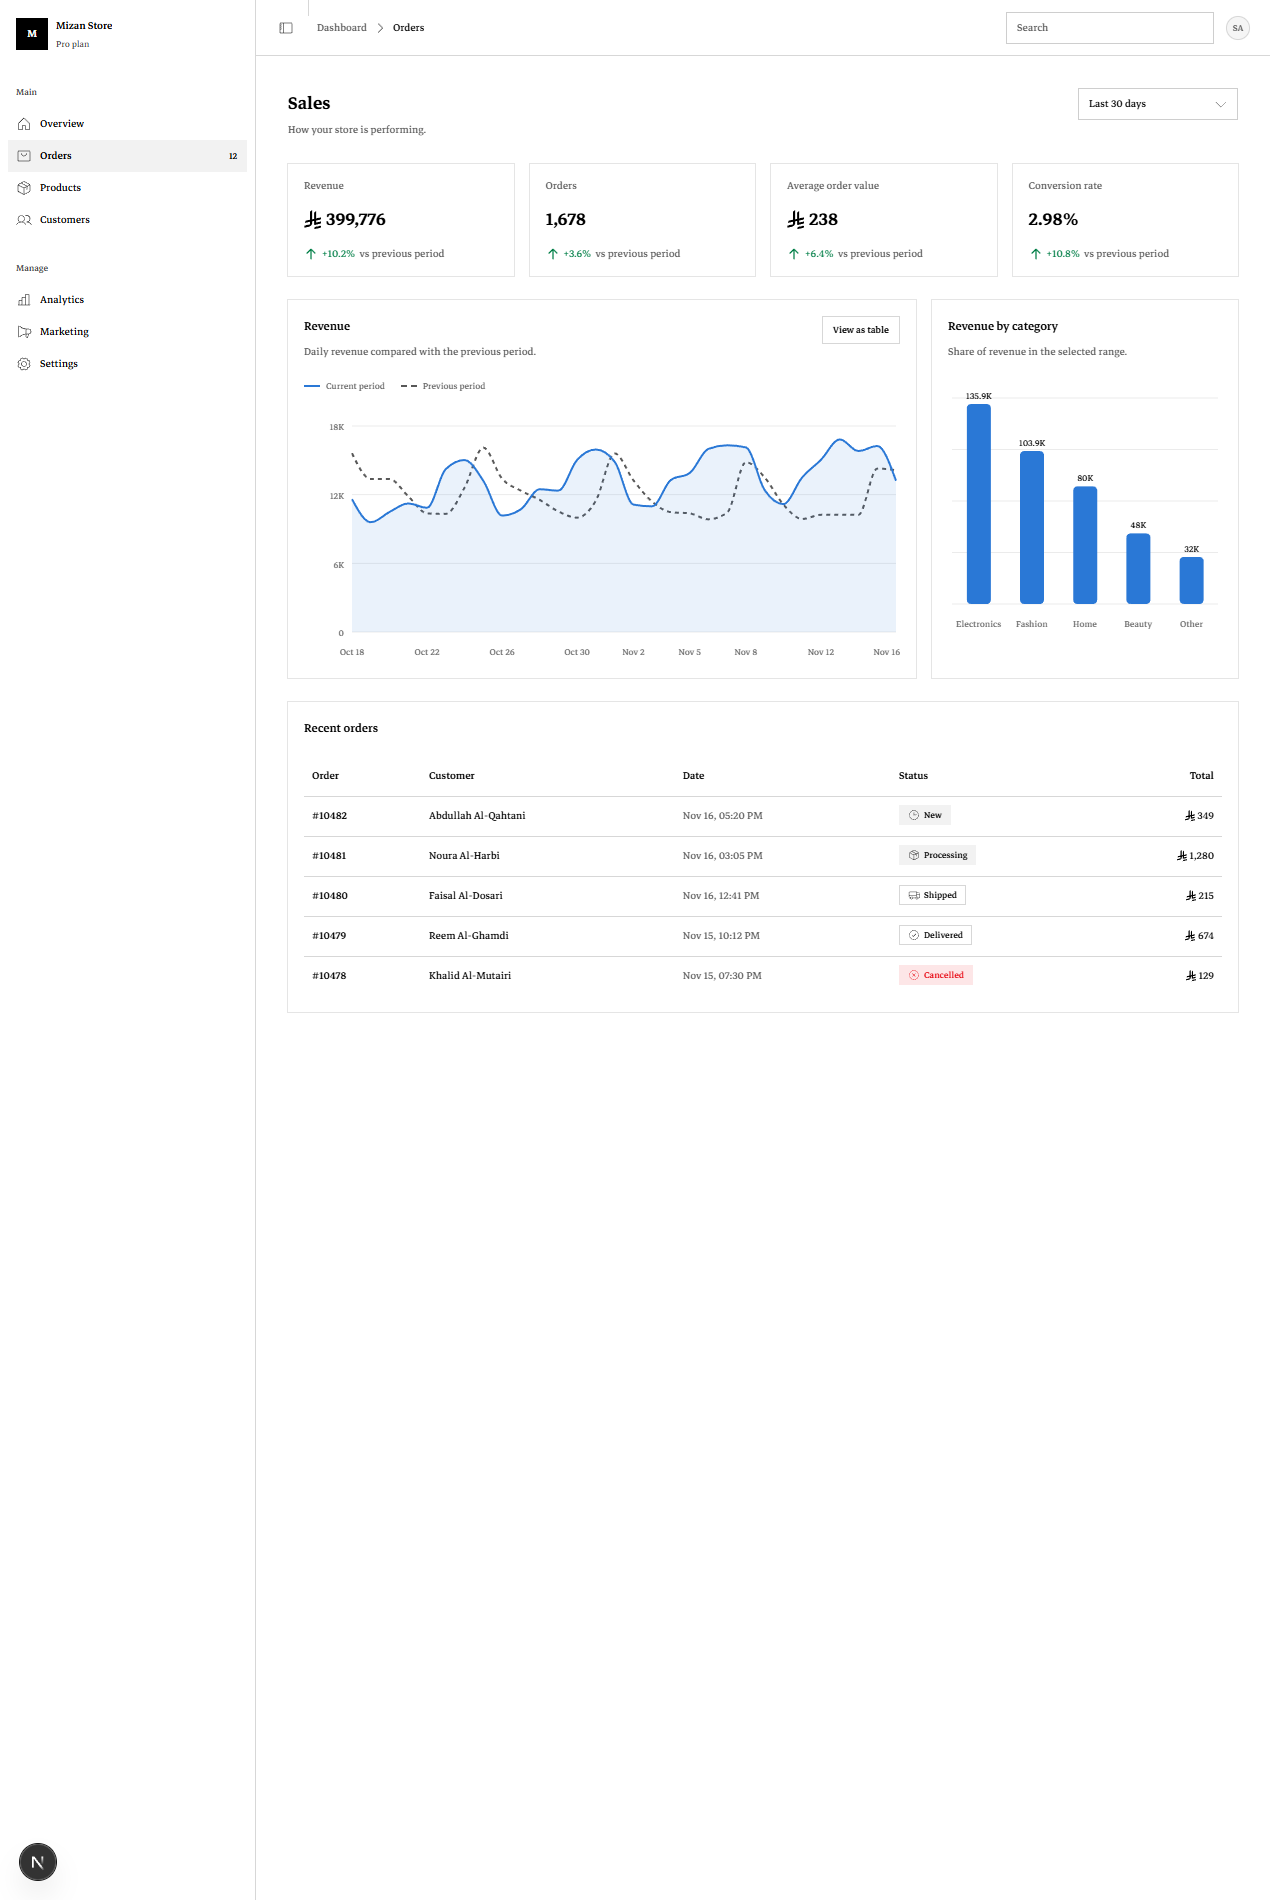 M
Mizan Store
Pro plan
Main
Overview
Orders 12
Products
Customers
Manage
Analytics
Marketing
Settings
Dashboard Orders
Search
SA
Sales
How your store is performing.
Last 30 days
Revenue
⃁ 399,776
+10.2% vs previous period
Orders
1,678
+3.6% vs previous period
Average order value
⃁ 238
+6.4% vs previous period
Conversion rate
2.98%
+10.8% vs previous period
Revenue
Daily revenue compared with the previous period.
View as table
Current period Previous period
18K
12K
6K
0
Oct 18 Oct 22 Oct 26 Oct 30 Nov 2 Nov 5 Nov 8 Nov 12 Nov 16
Revenue by category
Share of revenue in the selected range.
135.9K
103.9K
80K
48K
32K
Electronics Fashion Home Beauty Other
Recent orders
Order Customer Date Status Total
#10482 Abdullah Al-Qahtani Nov 16, 05:20 PM New ⃁ 349
#10481 Noura Al-Harbi Nov 16, 03:05 PM Processing ⃁ 1,280
#10480 Faisal Al-Dosari Nov 16, 12:41 PM Shipped ⃁ 215
#10479 Reem Al-Ghamdi Nov 15, 10:12 PM Delivered ⃁ 674
#10478 Khalid Al-Mutairi Nov 15, 07:30 PM Cancelled ⃁ 129
N